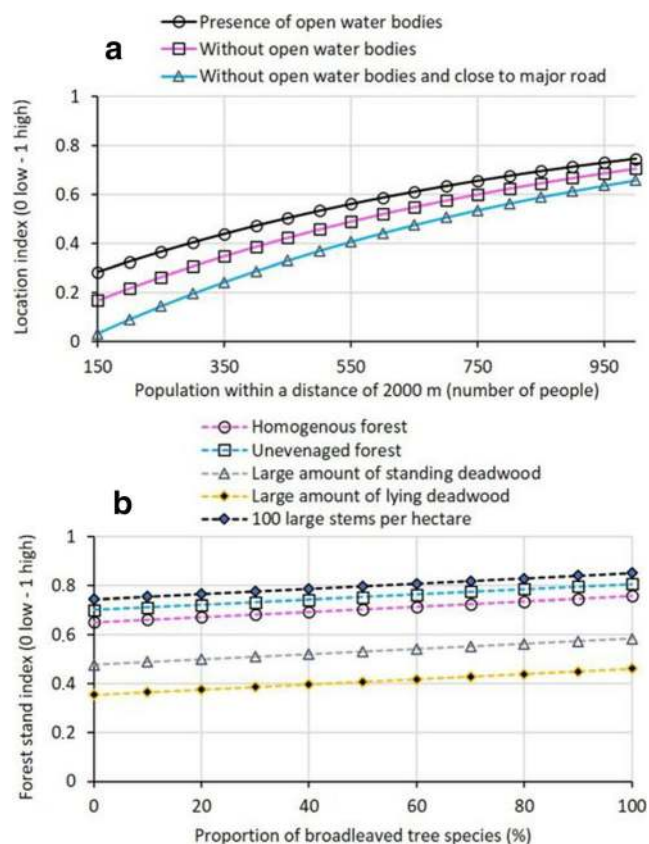 Presence of open water bodies
a
Without open water bodies
Without open water bodies and close to major road
Location index (0 low - 1 high)
1
0.8
0.6
0.4
0.2
0
150 350 550 750 950
Population within a distance of 2000 m (number of people)
Homogenous forest
Unevenaged forest
Large amount of standing deadwood
Large amount of lying deadwood
b
100 large stems per hectare
Forest stand index (0 low - 1 high)
1
0.8
0.6
0.4
0.2
0
0 20 40 60 80 100
Proportion of broadleaved tree species (%)